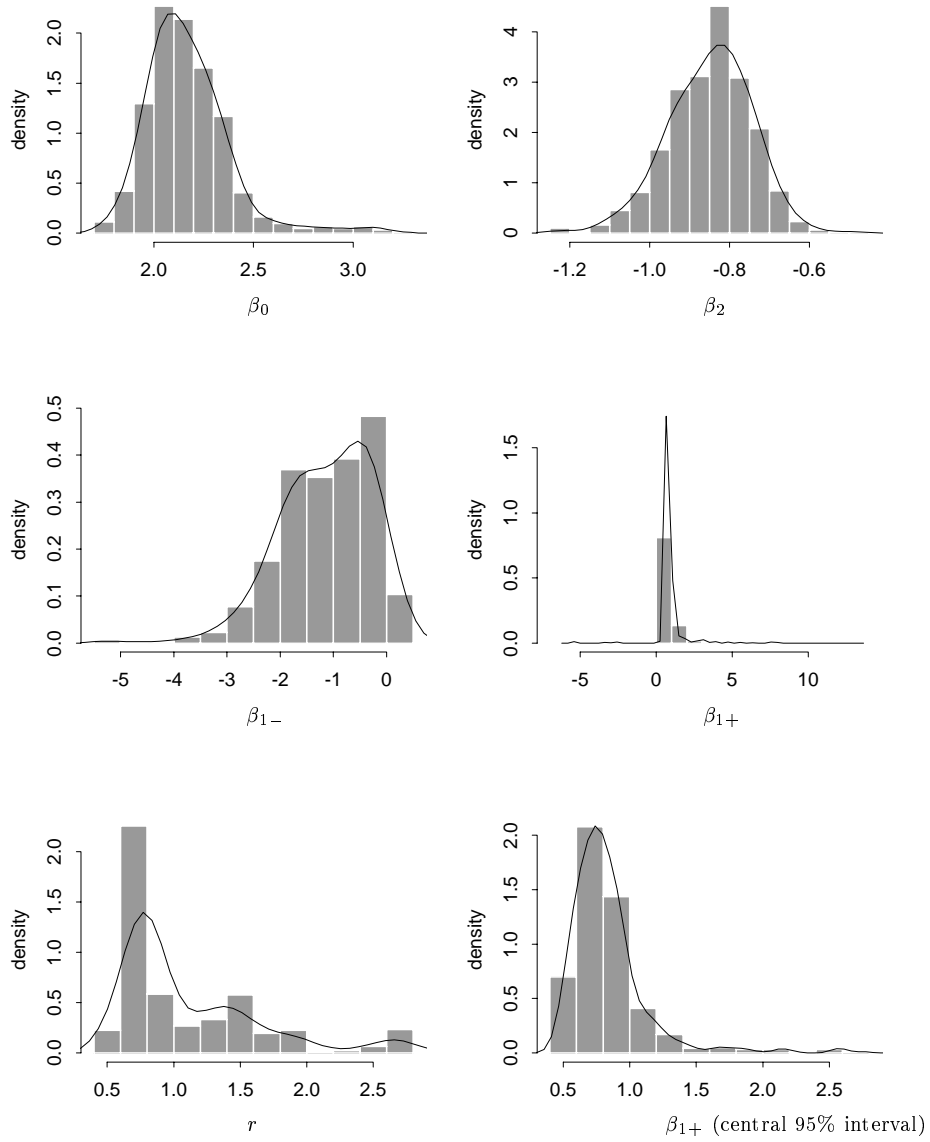 density
0.0 0.5 1.0 1.5 2.0
2.0 2.5 3.0
β₀
density
0 1 2 3 4
-1.2 -1.0 -0.8 -0.6
β₂
density
0.0 0.1 0.2 0.3 0.4 0.5
-5 -4 -3 -2 -1 0
β₁₋
density
0.0 0.5 1.0 1.5
-5 0 5 10
β₁₊
density
0.0 0.5 1.0 1.5 2.0
0.5 1.0 1.5 2.0 2.5
r
density
0.0 0.5 1.0 1.5 2.0
0.5 1.0 1.5 2.0 2.5
β₁₊ (central 95% interval)